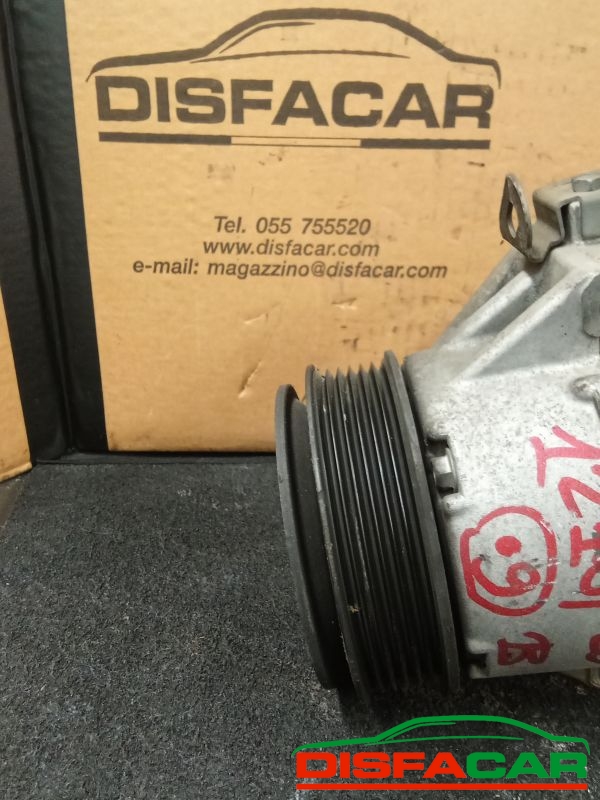 DISFACAR
Tel. 055 755520
www.disfacar.com
e-mail: magazzino@disfacar.com
DISFACAR